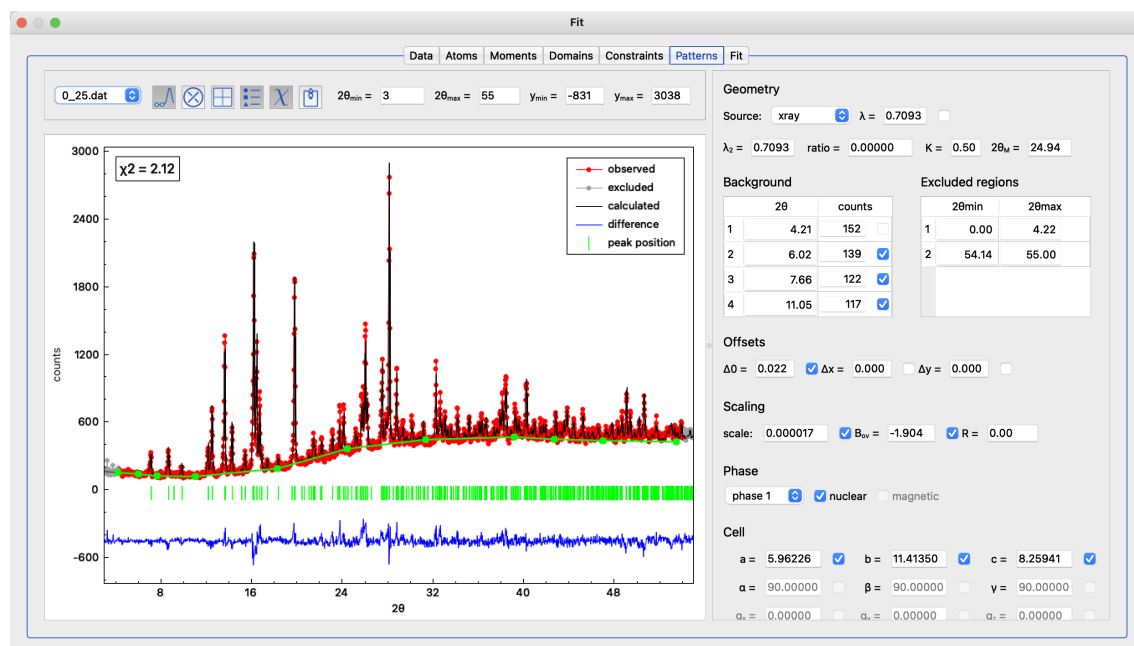 Fit
Data Atoms Moments Domains Constraints Patterns Fit
0_25.dat 2θmin = 3 2θmax = 55 ymin = -831 ymax = 3038
χ2 = 2.12
observed
excluded
calculated
difference
peak position
3000
2400
1800
1200
600
0
-600
counts
8 16 24 32 40 48
2θ
Geometry
Source: xray λ = 0.7093
λ₂ = 0.7093 ratio = 0.00000 K = 0.50 2θM = 24.94
Background Excluded regions
2θ counts 2θmin 2θmax
1 4.21 152 1 0.00 4.22
2 6.02 139 2 54.14 55.00
3 7.66 122
4 11.05 117
Offsets
Δ0 = 0.022 Δx = 0.000 Δy = 0.000
Scaling
scale: 0.000017 Bov = -1.904 R = 0.00
Phase
phase 1 nuclear magnetic
Cell
a = 5.96226 b = 11.41350 c = 8.25941
α = 90.00000 β = 90.00000 γ = 90.00000
0.00000 0.00000 0.00000